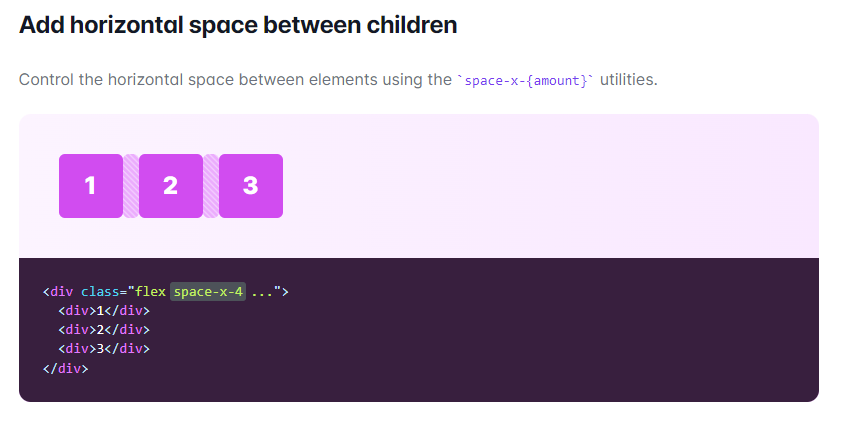 Add horizontal space between children
Control the horizontal space between elements using the `space-x-{amount}` utilities.
1 2 3
<div class="flex space-x-4 ...">
  <div>1</div>
  <div>2</div>
  <div>3</div>
</div>